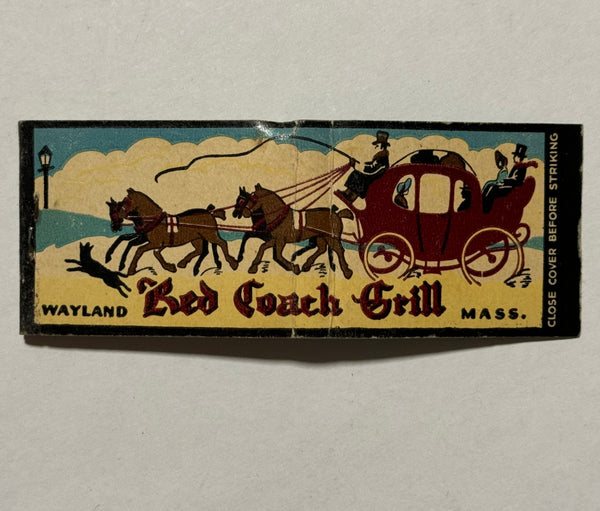 WAYLAND Red Coach Grill MASS.
CLOSE COVER BEFORE STRIKING